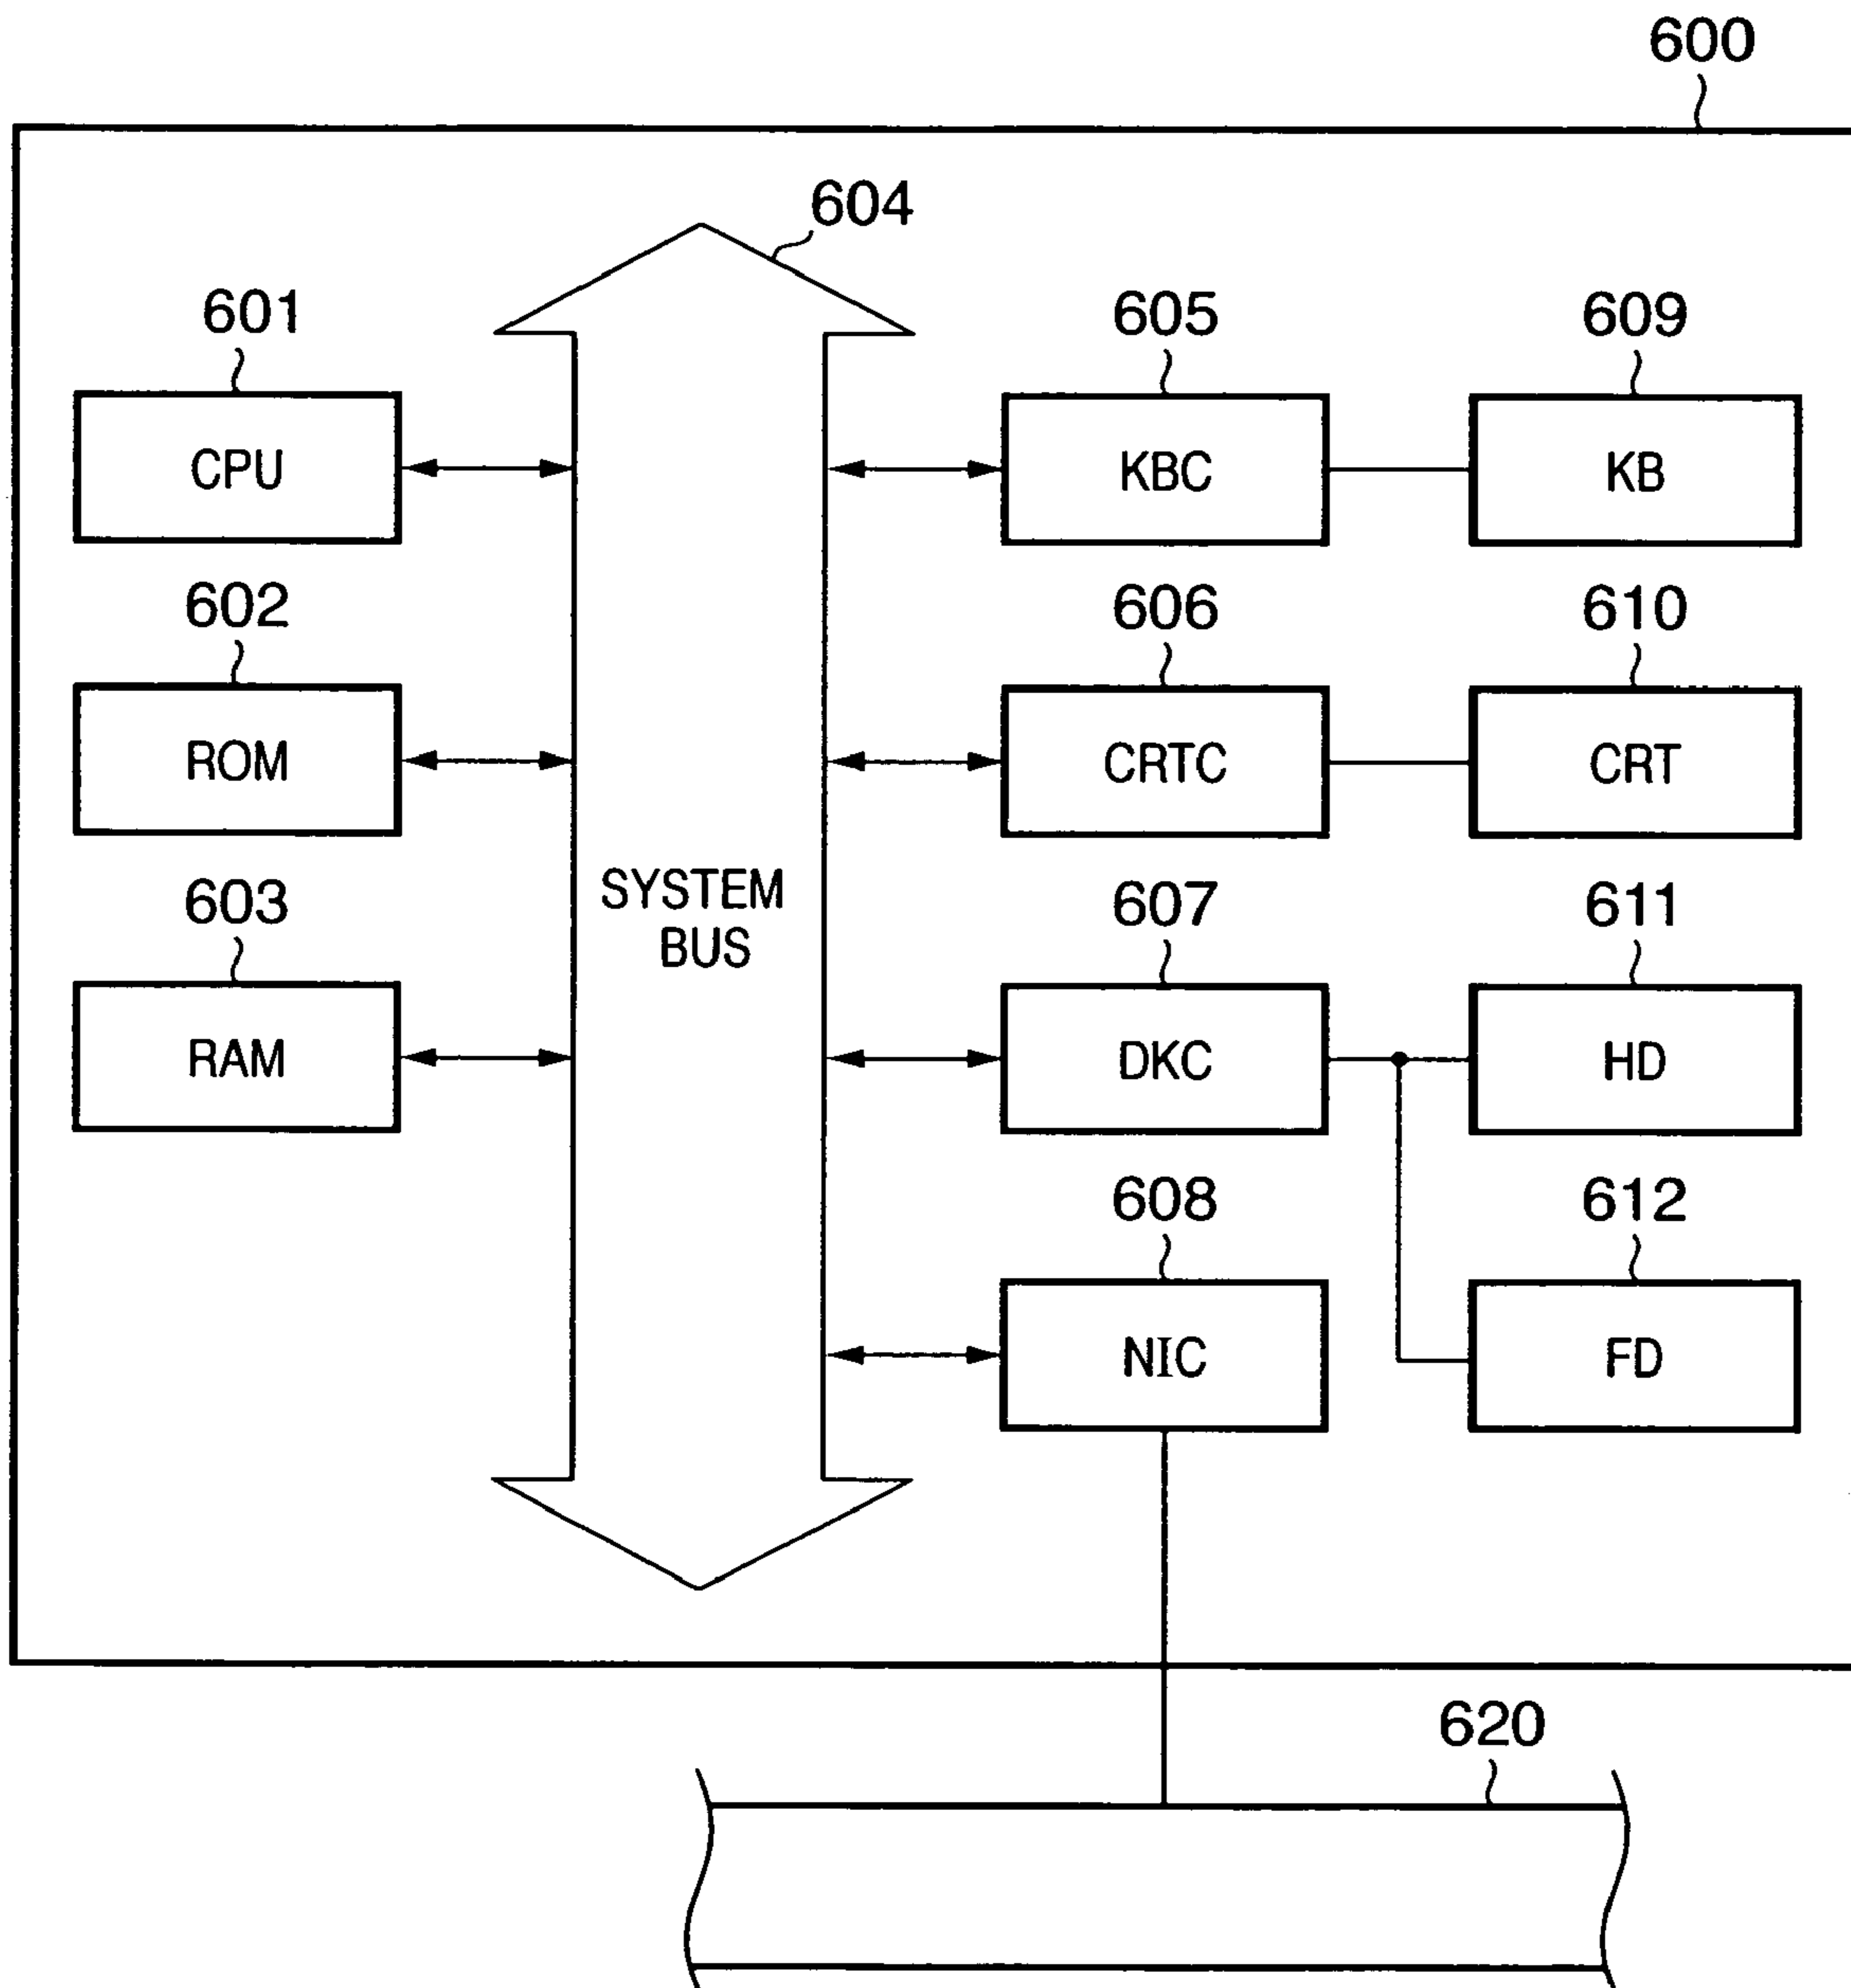 600
604
601
605
609
CPU
KBC
KB
602
606
610
ROM
CRTC
CRT
603
SYSTEM
BUS
607
611
RAM
DKC
HD
608
612
NIC
FD
620